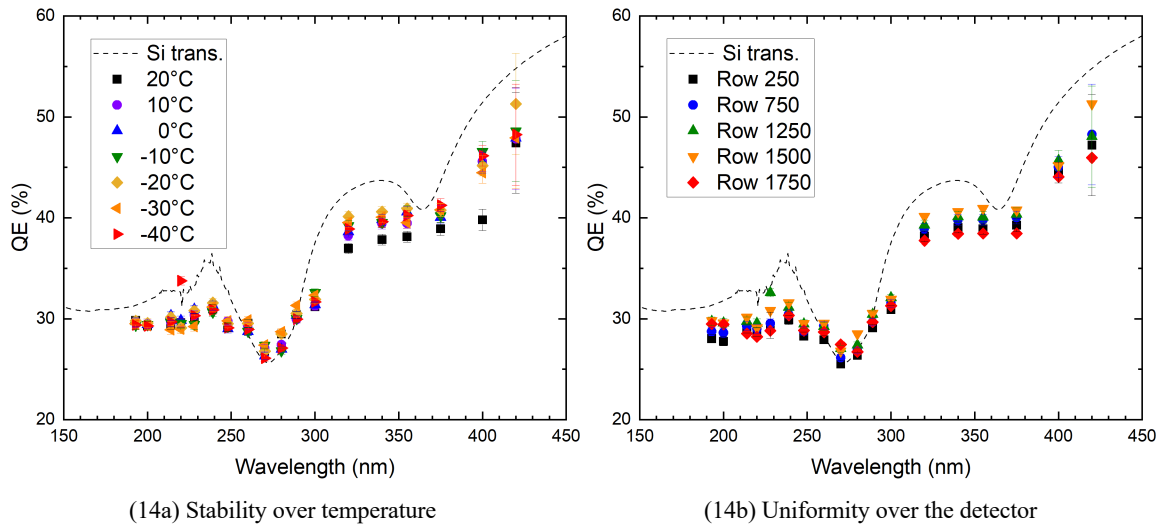 60
50
40
30
20
QE (%)
Si trans.
20°C
10°C
0°C
-10°C
-20°C
-30°C
-40°C
150 200 250 300 350 400 450
Wavelength (nm)
(14a) Stability over temperature
60
50
40
30
20
QE (%)
Si trans.
Row 250
Row 750
Row 1250
Row 1500
Row 1750
150 200 250 300 350 400 450
Wavelength (nm)
(14b) Uniformity over the detector